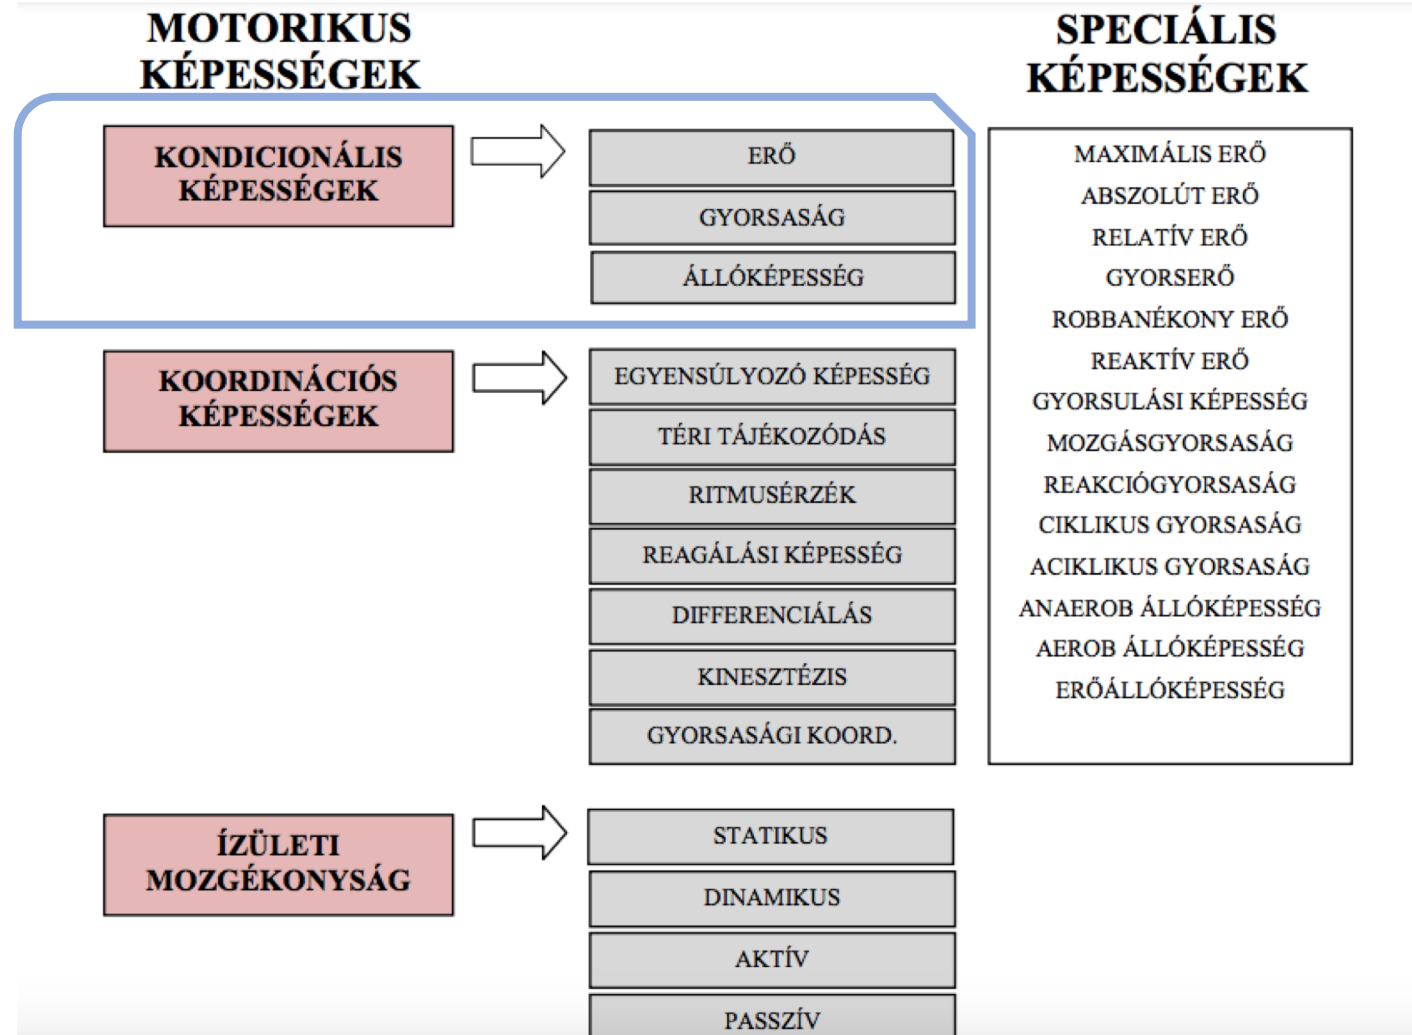 MOTORIKUS
KÉPESSÉGEK
KONDICIONÁLIS
KÉPESSÉGEK
ERŐ
GYORSASÁG
ÁLLÓKÉPESSÉG
KOORDINÁCIÓS
KÉPESSÉGEK
EGYENSÚLYOZÓ KÉPESSÉG
TÉRI TÁJÉKOZÓDÁS
RITMUSÉRZÉK
REAGÁLÁSI KÉPESSÉG
DIFFERENCIÁLÁS
KINESZTÉZIS
GYORSASÁGI KOORD.
ÍZÜLETI
MOZGÉKONYSÁG
STATIKUS
DINAMIKUS
AKTÍV
PASSZÍV
SPECIÁLIS
KÉPESSÉGEK
MAXIMÁLIS ERŐ
ABSZOLÚT ERŐ
RELATÍV ERŐ
GYORSERŐ
ROBBANÉKONY ERŐ
REAKTÍV ERŐ
GYORSULÁSI KÉPESSÉG
MOZGÁSGYORSASÁG
REAKCIÓGYORSASÁG
CIKLIKUS GYORSASÁG
ACIKLIKUS GYORSASÁG
ANAEROB ÁLLÓKÉPESSÉG
AEROB ÁLLÓKÉPESSÉG
ERŐÁLLÓKÉPESSÉG